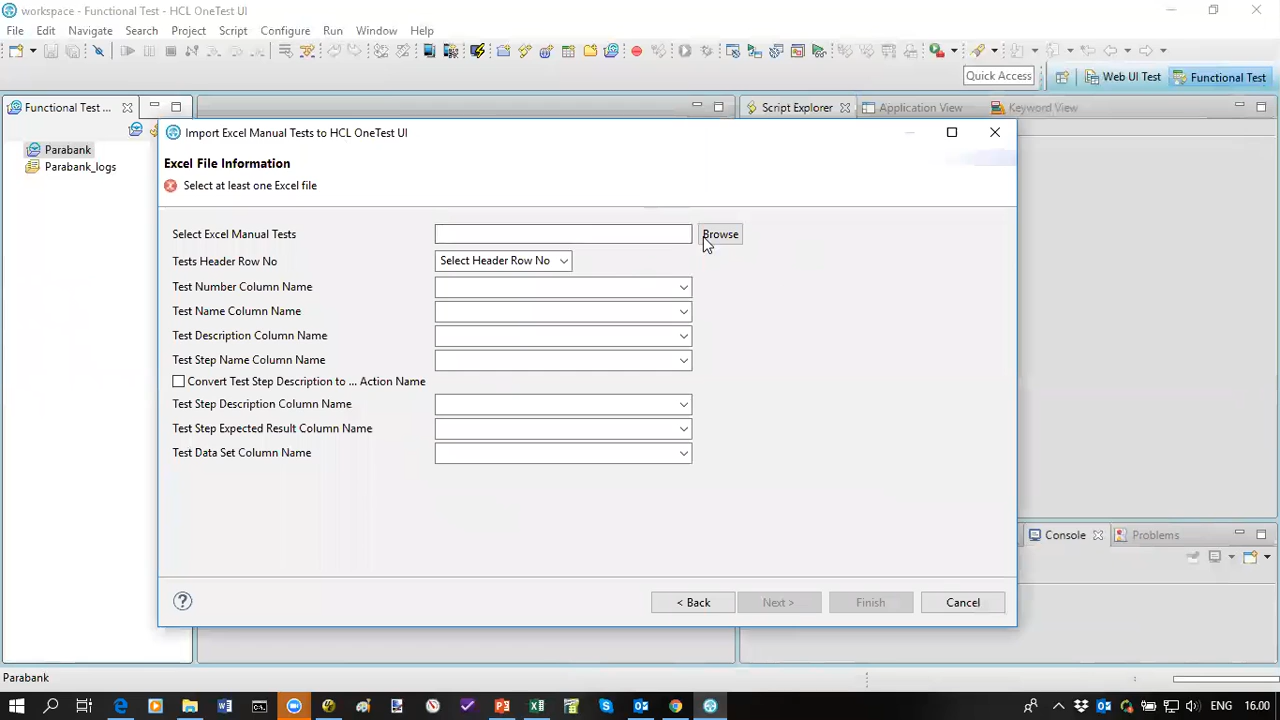 workspace - Functional Test - HCL OneTest UI
File Edit Navigate Search Project Script Configure Run Window Help
Quick Access
Web UI Test
Functional Test
Functional Test ...
Script Explorer
Application View
Keyword View
Parabank
Parabank_logs
Import Excel Manual Tests to HCL OneTest UI
Excel File Information
Select at least one Excel file
Select Excel Manual Tests
Browse
Tests Header Row No
Select Header Row No
Test Number Column Name
Test Name Column Name
Test Description Column Name
Test Step Name Column Name
Convert Test Step Description to ... Action Name
Test Step Description Column Name
Test Step Expected Result Column Name
Test Data Set Column Name
Console
Problems
?
< Back
Next >
Finish
Cancel
Parabank
ENG
16.00